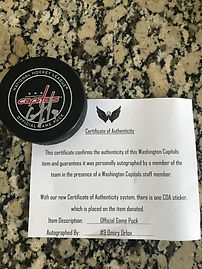 NATIONAL HOCKEY LEAGUE
capitals
OFFICIAL GAME PUCK
Certificate of Authenticity
This certificate confirms the authenticity of this Washington Capitals
item and guarantees it was personally autographed by a member of the
team in the presence of a Washington Capitals staff member.
With our new Certificate of Authenticity system, there is one COA sticker,
which is placed on the item donated.
Item Description: Official Game Puck
Autographed By: #9 Dmitry Orlov